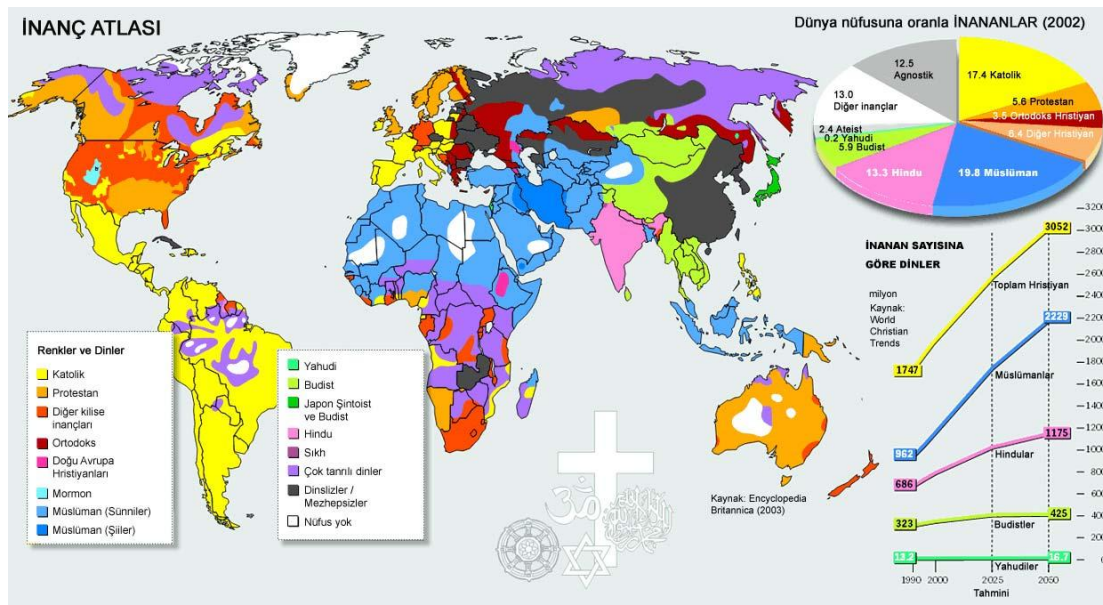 İNANÇ ATLASI
Dünya nüfusuna oranla İNANANLAR (2002)
12.5
Agnostik
17.4 Katolik
13.0
Diğer inançlar
5.6 Protestan
3.5 Ortodoks Hristiyan
6.4 Diğer Hristiyan
2.4 Ateist
0.2 Yahudi
5.9 Budist
13.3 Hindu
19.8 Müslüman
İNANAN SAYISINA
GÖRE DİNLER
milyon
Kaynak:
World
Christian
Trends
3200
3000
2800
2600
2400
2200
2000
1800
1600
1400
1200
1000
800
600
400
200
0
3052
Toplam Hristiyan
1747
2229
Müslümanlar
962
1175
Hindular
686
425
Budistler
323
16.7
Yahudiler
13.2
1990
2000
2025
2050
Tahmini
Renkler ve Dinler
Katolik
Protestan
Diğer kilise
inançları
Ortodoks
Doğu Avrupa
Hristiyanları
Mormon
Müslüman (Sünniler)
Müslüman (Şiiler)
Yahudi
Budist
Japon Şintoist
ve Budist
Hindu
Sıkh
Çok tanrılı dinler
Dinslizler /
Mezhepsizler
Nüfus yok
Kaynak: Encyclopedia
Britannica (2003)
ॐ